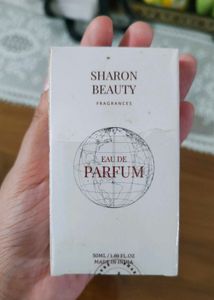 SHARON
BEAUTY
FRAGRANCES
EAU DE
PARFUM
50ML / 1.69 FL.OZ
MADE IN INDIA